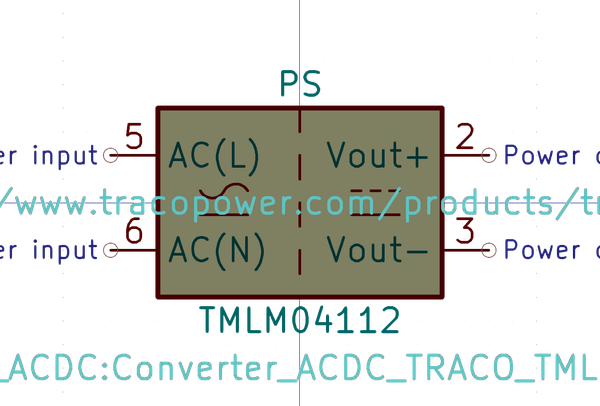 PS
5 2
er input AC(L) Vout+ Power
/www.tracopower.com/products/t
6 3
er input AC(N) Vout- Power
TMLM04112
_ACDC:Converter_ACDC_TRACO_TML